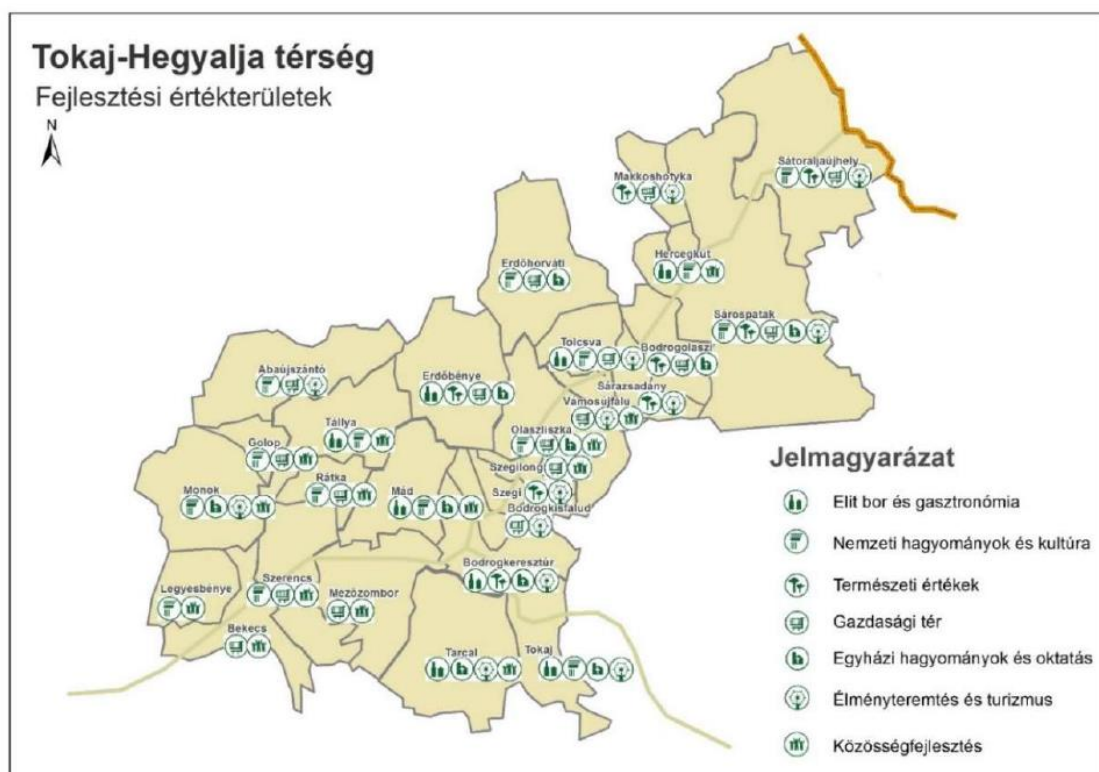 Tokaj-Hegyalja térség
Fejlesztési értékterületek
N
Sátoraljaújhely
Makkoshotyka
Hercegkút
Erdőhorváti
Sárospatak
Tolcsva
Bodrogolaszi
Abaújszántó
Erdőbénye
Sárazsadány
Vámosújfalu
Tállya
Olaszliszka
Golop
Szegilong
Rátka
Mád
Monok
Szegi
Bodrogkisfalud
Bodrogkeresztúr
Legyesbénye
Szerencs
Mezőzombor
Bekecs
Tarcal
Tokaj
Jelmagyarázat
Elit bor és gasztronómia
Nemzeti hagyományok és kultúra
Természeti értékek
Gazdasági tér
Egyházi hagyományok és oktatás
Élményteremtés és turizmus
Közösségfejlesztés